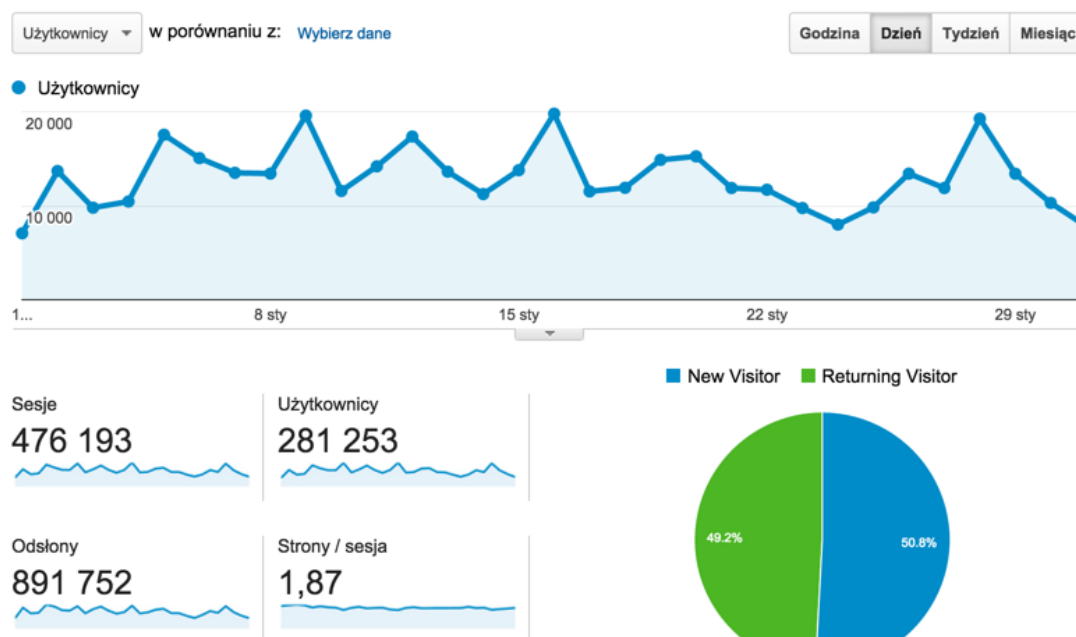 Użytkownicy w porównaniu z: Wybierz dane Godzina Dzień Tydzień Miesiąc
Użytkownicy
20 000
10 000
1... 8 sty 15 sty 22 sty 29 sty
New Visitor Returning Visitor
Sesje Użytkownicy
476 193 281 253
49.2% 50.8%
Odsłony Strony / sesja
891 752 1,87